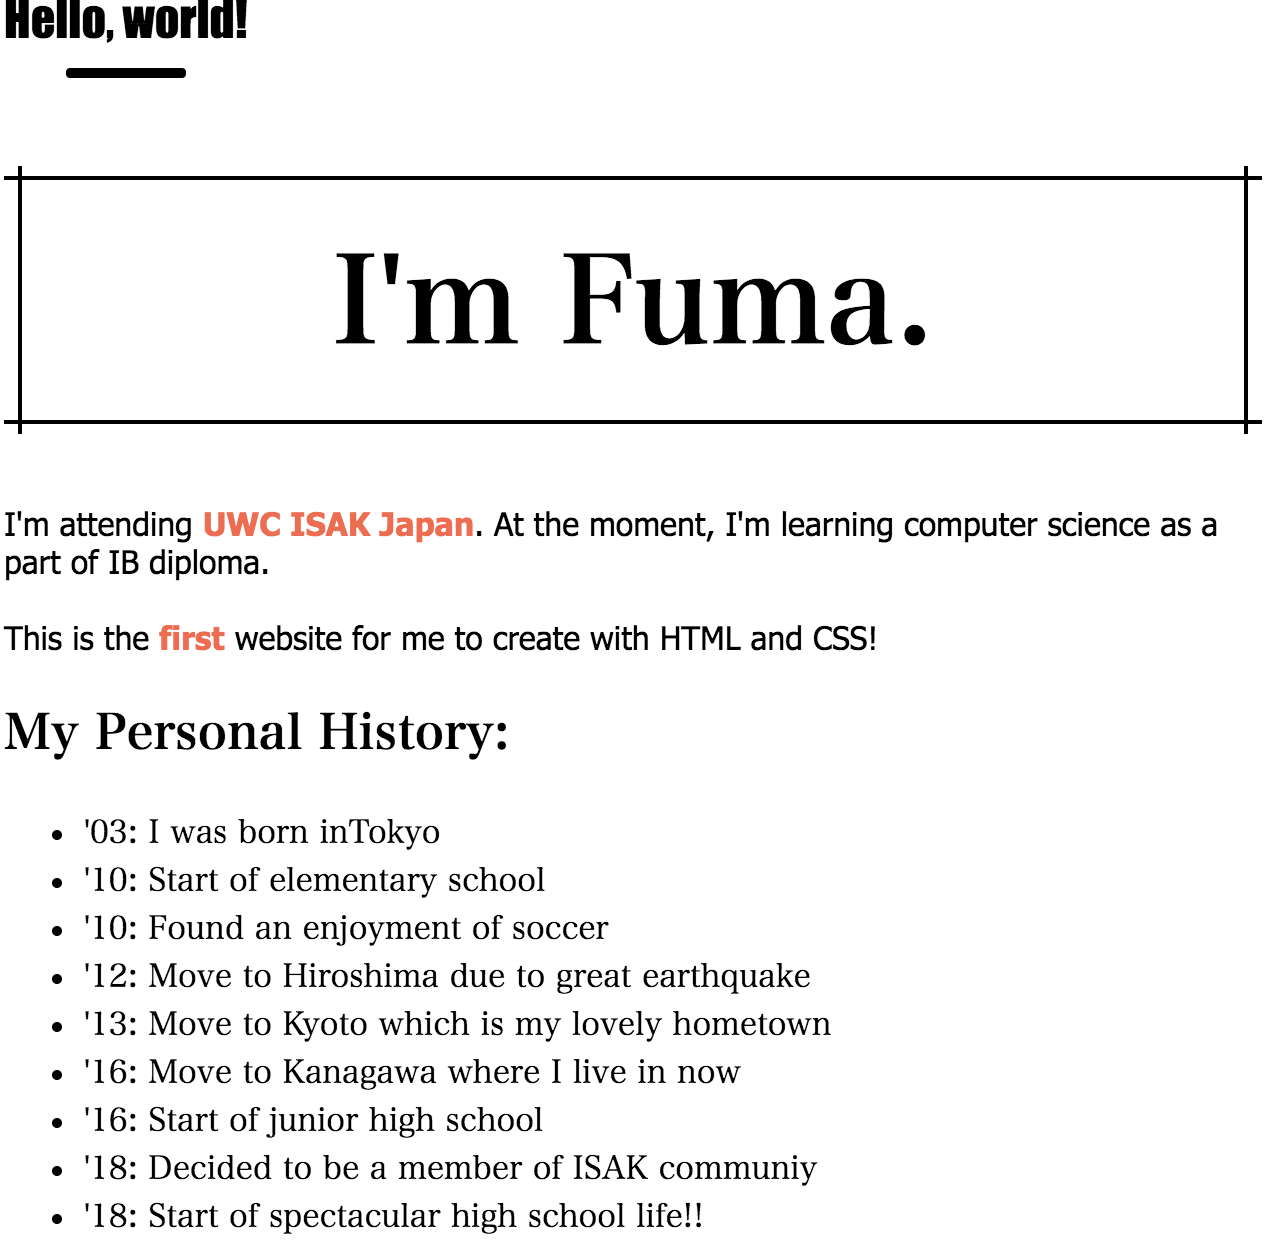 Hello, world!
I'm Fuma.
I'm attending UWC ISAK Japan. At the moment, I'm learning computer science as a
part of IB diploma.
This is the first website for me to create with HTML and CSS!
My Personal History:
• '03: I was born inTokyo
• '10: Start of elementary school
• '10: Found an enjoyment of soccer
• '12: Move to Hiroshima due to great earthquake
• '13: Move to Kyoto which is my lovely hometown
• '16: Move to Kanagawa where I live in now
• '16: Start of junior high school
• '18: Decided to be a member of ISAK communiy
• '18: Start of spectacular high school life!!